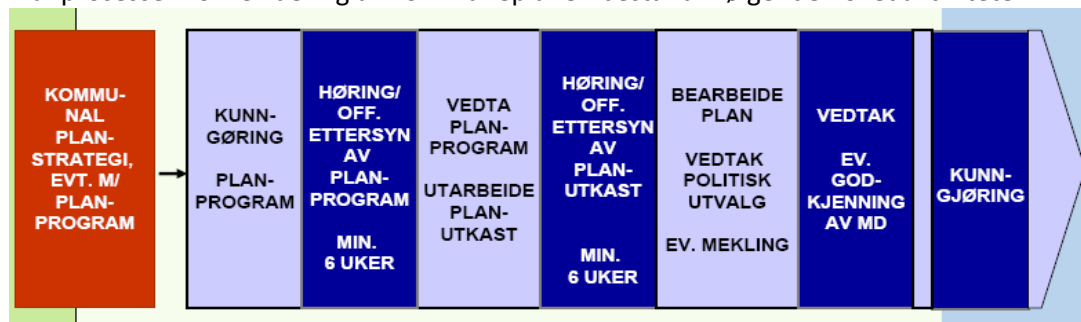 KOMMU-
NAL
PLAN-
STRATEGI,
EVT. M/
PLAN-
PROGRAM
KUNN-
GØRING
PLAN-
PROGRAM
HØRING/
OFF.
ETTERSYN
AV
PLAN-
PROGRAM
MIN.
6 UKER
VEDTA
PLAN-
PROGRAM
UTARBEIDE
PLAN-
UTKAST
HØRING/
OFF.
ETTERSYN
AV
PLAN-
UTKAST
MIN.
6 UKER
BEARBEIDE
PLAN
VEDTAK
POLITISK
UTVALG
EV. MEKLING
VEDTAK
EV.
GOD-
KJENNING
AV MD
KUNN-
GJØRING